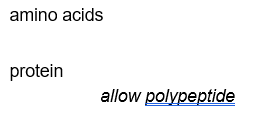 amino acids
protein
allow polypeptide